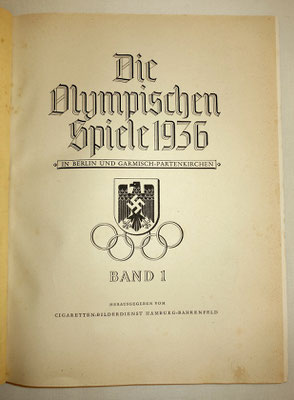 Die
Olympischen
Spiele 1936
IN BERLIN UND GARMISCH-PARTENKIRCHEN
BAND 1
HERAUSGEGEBEN VOM
CIGARETTEN-BILDERDIENST HAMBURG-BAHRENFELD